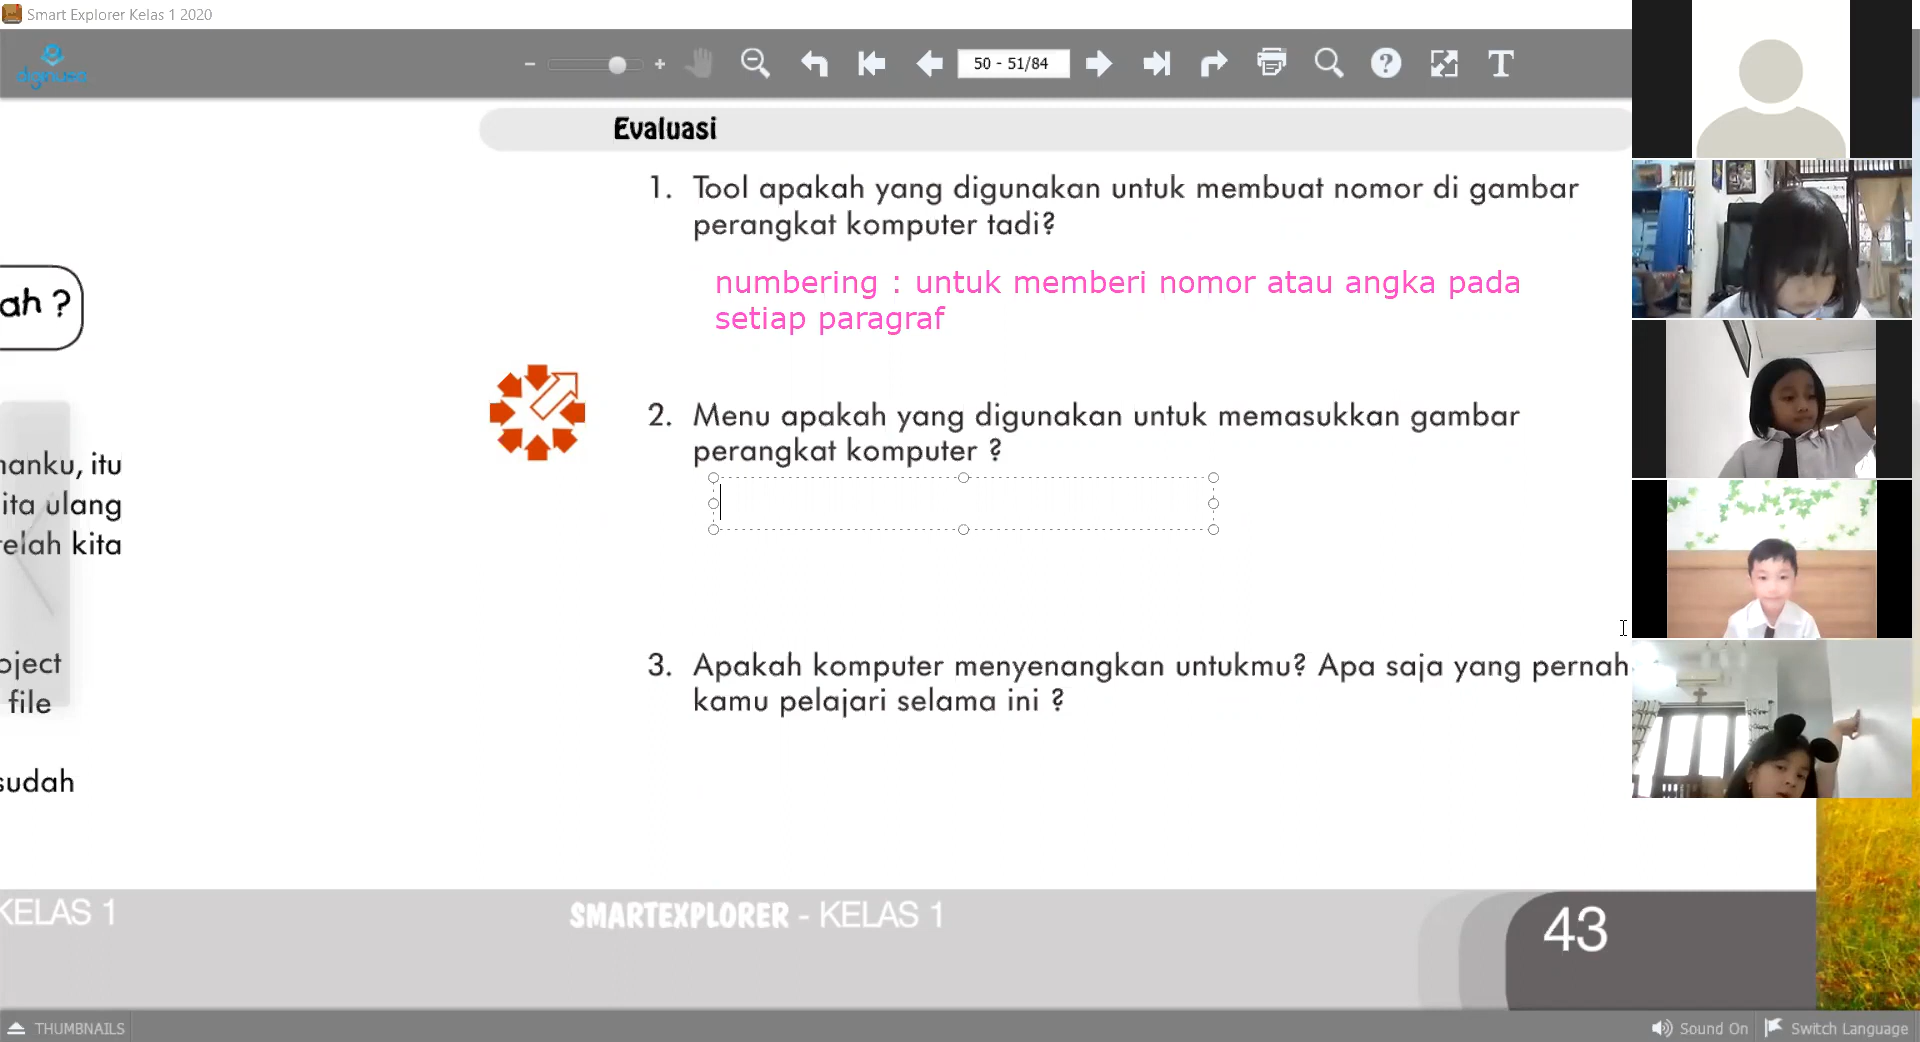 Smart Explorer Kelas 1 2020
50 - 51/84
Evaluasi
1. Tool apakah yang digunakan untuk membuat nomor di gambar
perangkat komputer tadi?
numbering : untuk memberi nomor atau angka pada
setiap paragraf
ah ?
2. Menu apakah yang digunakan untuk memasukkan gambar
perangkat komputer ?
anku, itu
ita ulang
telah kita
3. Apakah komputer menyenangkan untukmu? Apa saja yang pernah
kamu pelajari selama ini ?
oject
file
sudah
KELAS 1
SMARTEXPLORER - KELAS 1
43
THUMBNAILS
Sound On
Switch Language